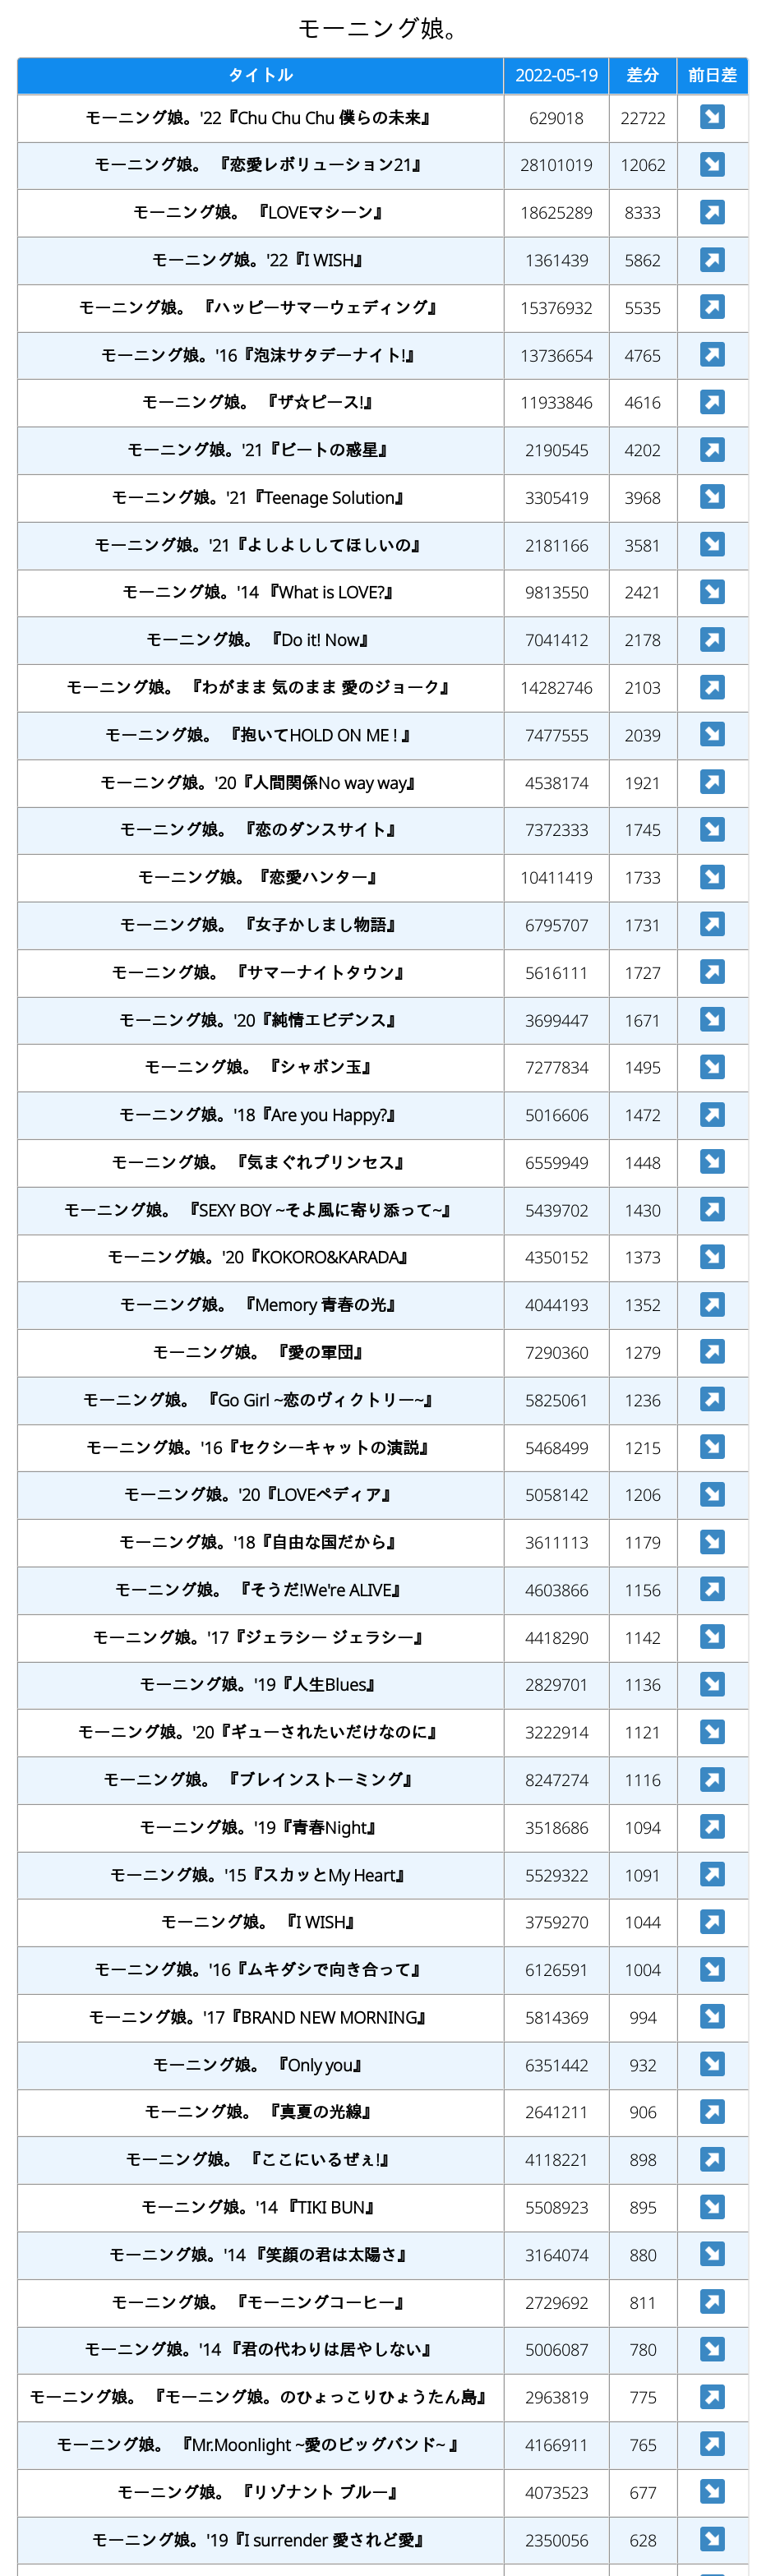 モーニング娘。
タイトル 2022-05-19 差分 前日差
モーニング娘。'22『Chu Chu Chu 僕らの未来』 629018 22722 ↘
モーニング娘。 『恋愛レボリューション21』 28101019 12062 ↘
モーニング娘。 『LOVEマシーン』 18625289 8333 ↗
モーニング娘。'22『I WISH』 1361439 5862 ↗
モーニング娘。 『ハッピーサマーウェディング』 15376932 5535 ↗
モーニング娘。'16『泡沫サタデーナイト!』 13736654 4765 ↗
モーニング娘。 『ザ☆ピース!』 11933846 4616 ↗
モーニング娘。'21『ビートの惑星』 2190545 4202 ↗
モーニング娘。'21『Teenage Solution』 3305419 3968 ↘
モーニング娘。'21『よしよししてほしいの』 2181166 3581 ↘
モーニング娘。'14 『What is LOVE?』 9813550 2421 ↘
モーニング娘。 『Do it! Now』 7041412 2178 ↗
モーニング娘。 『わがまま 気のまま 愛のジョーク』 14282746 2103 ↗
モーニング娘。 『抱いてHOLD ON ME ! 』 7477555 2039 ↘
モーニング娘。'20『人間関係No way way』 4538174 1921 ↗
モーニング娘。 『恋のダンスサイト』 7372333 1745 ↘
モーニング娘。『恋愛ハンター』 10411419 1733 ↘
モーニング娘。 『女子かしまし物語』 6795707 1731 ↗
モーニング娘。 『サマーナイトタウン』 5616111 1727 ↗
モーニング娘。'20『純情エビデンス』 3699447 1671 ↘
モーニング娘。 『シャボン玉』 7277834 1495 ↘
モーニング娘。'18『Are you Happy?』 5016606 1472 ↗
モーニング娘。 『気まぐれプリンセス』 6559949 1448 ↘
モーニング娘。 『SEXY BOY ~そよ風に寄り添って~』 5439702 1430 ↗
モーニング娘。'20『KOKORO&KARADA』 4350152 1373 ↘
モーニング娘。 『Memory 青春の光』 4044193 1352 ↗
モーニング娘。 『愛の軍団』 7290360 1279 ↗
モーニング娘。 『Go Girl ~恋のヴィクトリー~』 5825061 1236 ↗
モーニング娘。'16『セクシーキャットの演説』 5468499 1215 ↘
モーニング娘。'20『LOVEペディア』 5058142 1206 ↘
モーニング娘。'18『自由な国だから』 3611113 1179 ↘
モーニング娘。 『そうだ!We're ALIVE』 4603866 1156 ↗
モーニング娘。'17『ジェラシー ジェラシー』 4418290 1142 ↘
モーニング娘。'19『人生Blues』 2829701 1136 ↘
モーニング娘。'20『ギューされたいだけなのに』 3222914 1121 ↘
モーニング娘。 『ブレインストーミング』 8247274 1116 ↗
モーニング娘。'19『青春Night』 3518686 1094 ↗
モーニング娘。'15『スカッとMy Heart』 5529322 1091 ↗
モーニング娘。 『I WISH』 3759270 1044 ↗
モーニング娘。'16『ムキダシで向き合って』 6126591 1004 ↘
モーニング娘。'17『BRAND NEW MORNING』 5814369 994 ↘
モーニング娘。 『Only you』 6351442 932 ↘
モーニング娘。 『真夏の光線』 2641211 906 ↗
モーニング娘。 『ここにいるぜぇ!』 4118221 898 ↗
モーニング娘。'14 『TIKI BUN』 5508923 895 ↘
モーニング娘。'14 『笑顔の君は太陽さ』 3164074 880 ↘
モーニング娘。 『モーニングコーヒー』 2729692 811 ↗
モーニング娘。'14 『君の代わりは居やしない』 5006087 780 ↘
モーニング娘。 『モーニング娘。のひょっこりひょうたん島』 2963819 775 ↗
モーニング娘。 『Mr.Moonlight ~愛のビッグバンド~ 』 4166911 765 ↗
モーニング娘。 『リゾナント ブルー』 4073523 677 ↘
モーニング娘。'19『I surrender 愛されど愛』 2350056 628 ↘